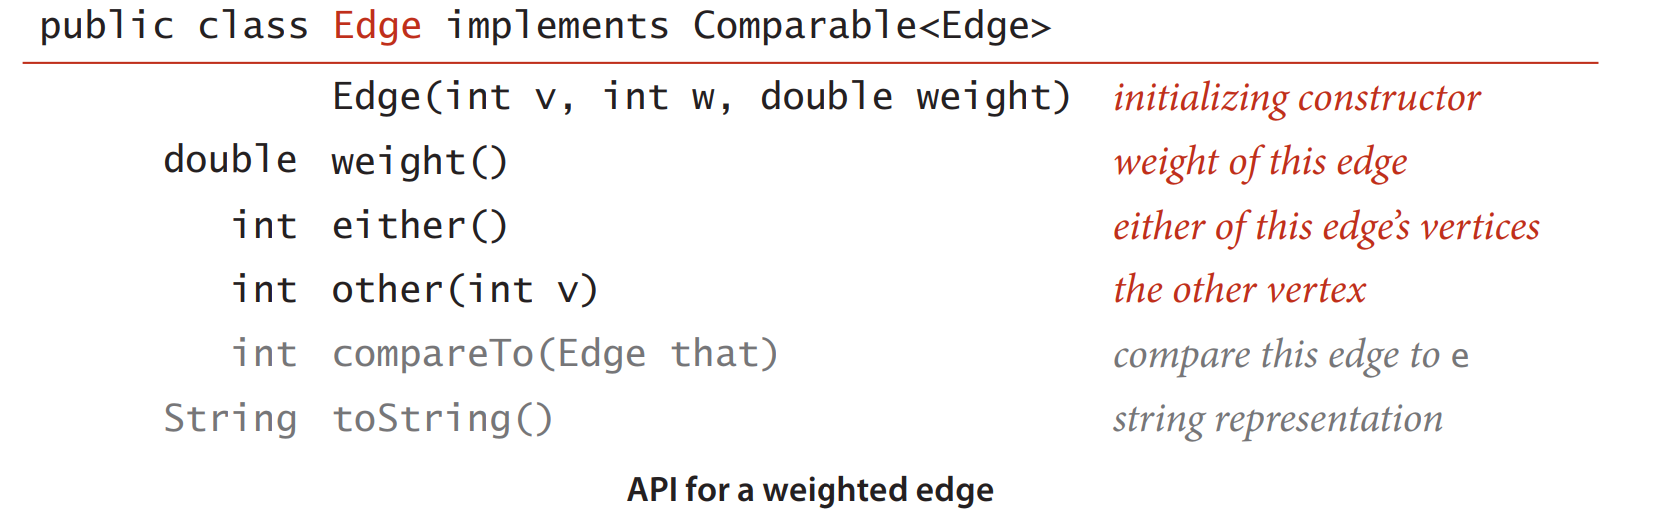 public class Edge implements Comparable<Edge>
Edge(int v, int w, double weight) initializing constructor
double weight() weight of this edge
int either() either of this edge’s vertices
int other(int v) the other vertex
int compareTo(Edge that) compare this edge to e
String toString() string representation
API for a weighted edge